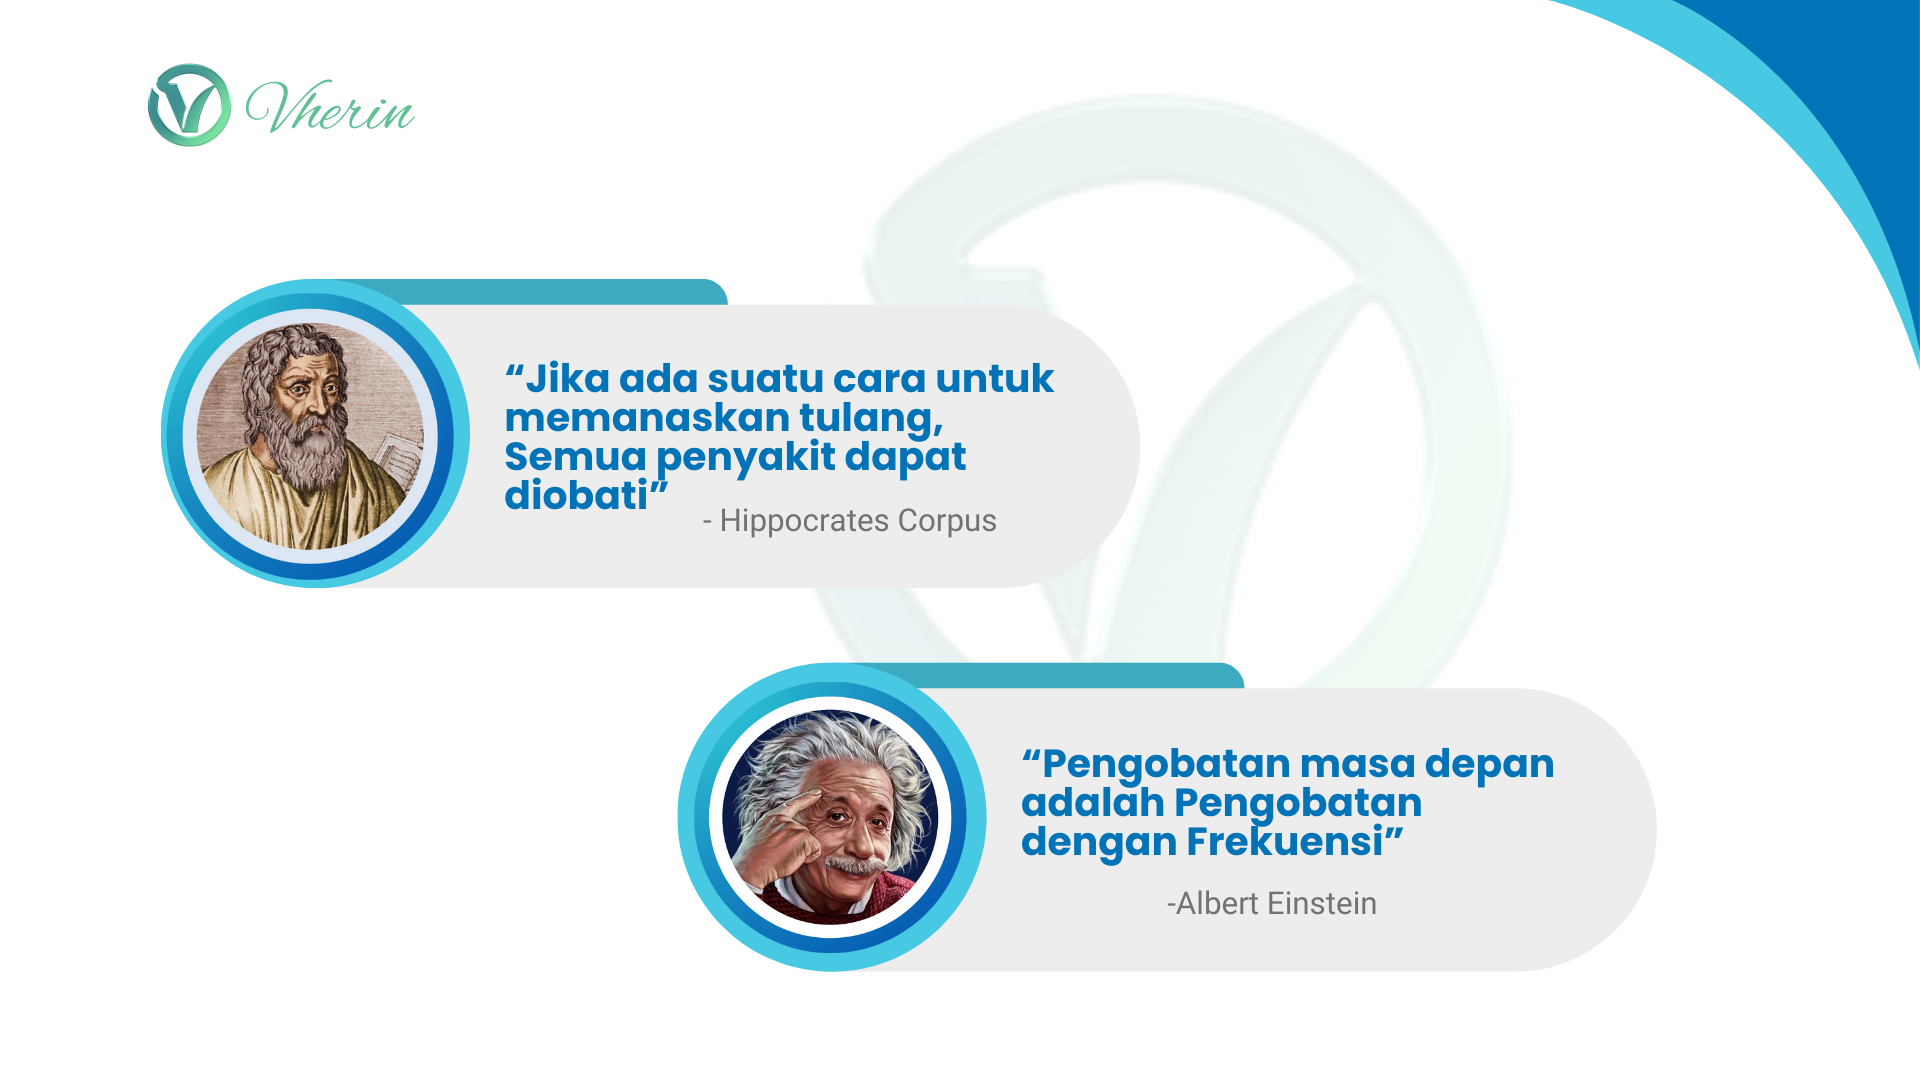 Vherin
“Jika ada suatu cara untuk
memanaskan tulang,
Semua penyakit dapat
diobati”
- Hippocrates Corpus
“Pengobatan masa depan
adalah Pengobatan
dengan Frekuensi”
-Albert Einstein